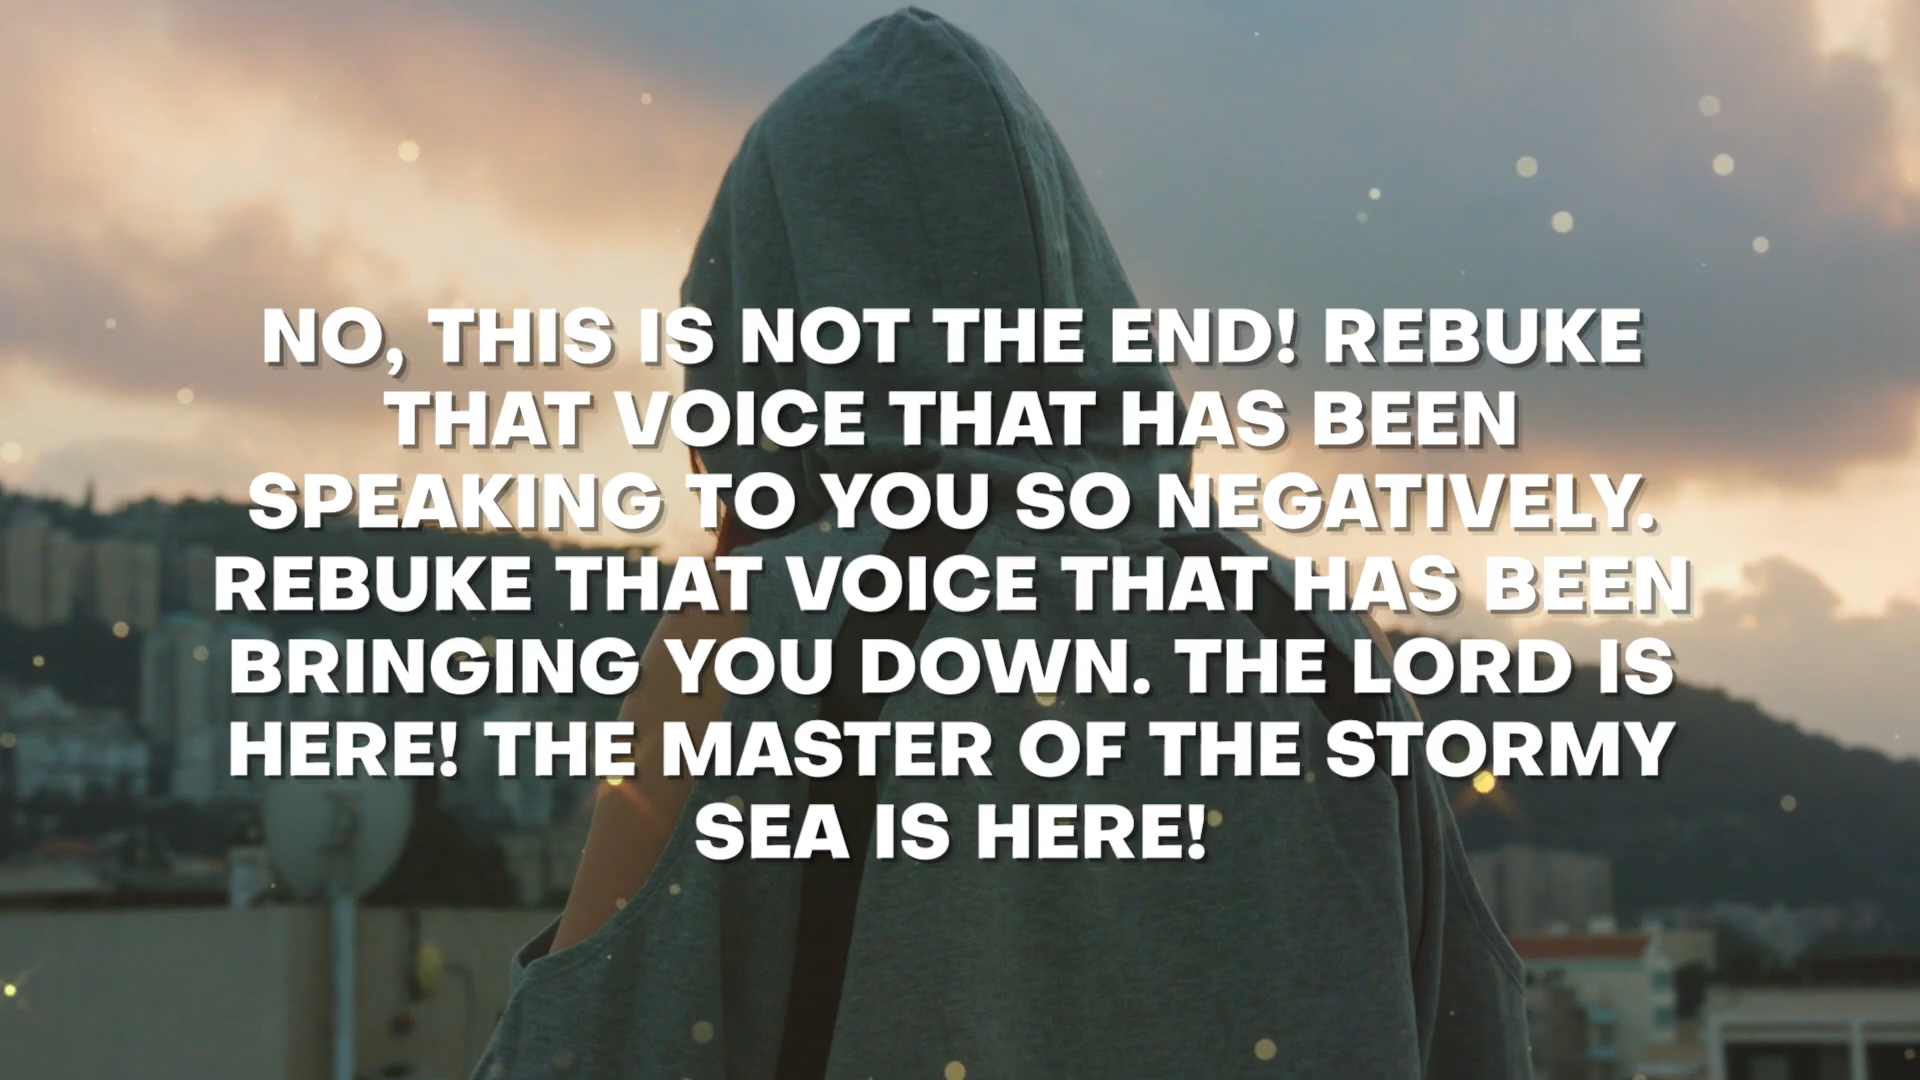 NO, THIS IS NOT THE END! REBUKE
THAT VOICE THAT HAS BEEN
SPEAKING TO YOU SO NEGATIVELY.
REBUKE THAT VOICE THAT HAS BEEN
BRINGING YOU DOWN. THE LORD IS
HERE! THE MASTER OF THE STORMY
SEA IS HERE!